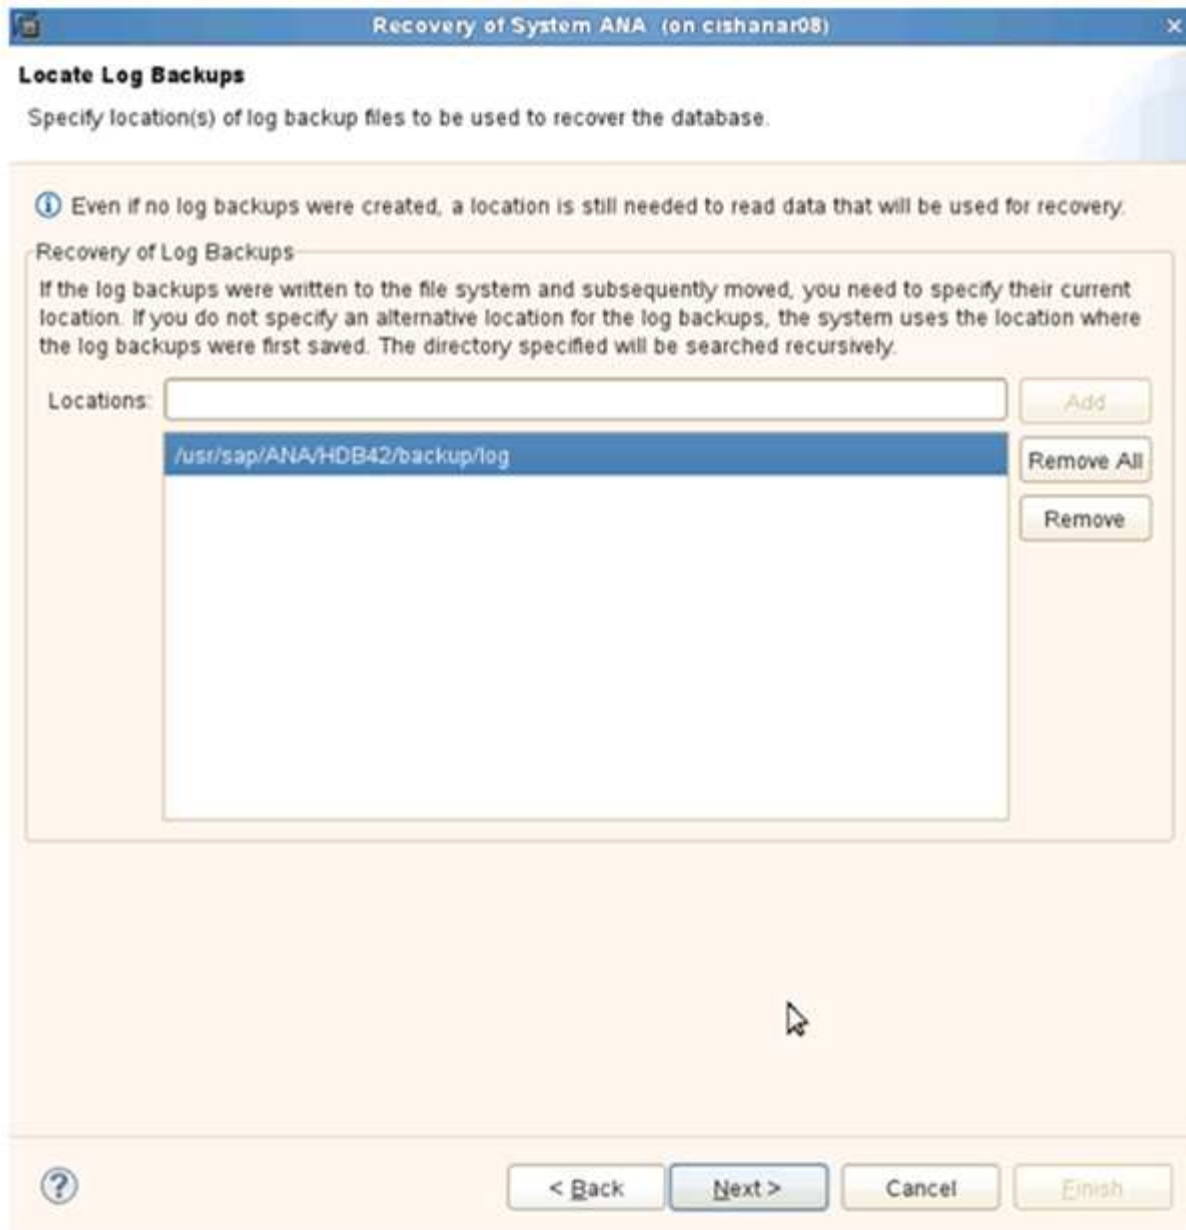 Recovery of System ANA (on cishanar08)
Locate Log Backups
Specify location(s) of log backup files to be used to recover the database.
Even if no log backups were created, a location is still needed to read data that will be used for recovery.
Recovery of Log Backups
If the log backups were written to the file system and subsequently moved, you need to specify their current
location. If you do not specify an alternative location for the log backups, the system uses the location where
the log backups were first saved. The directory specified will be searched recursively.
Locations:
Add
/usr/sap/ANA/HDB42/backup/log
Remove All
Remove
< Back
Next >
Cancel
Finish